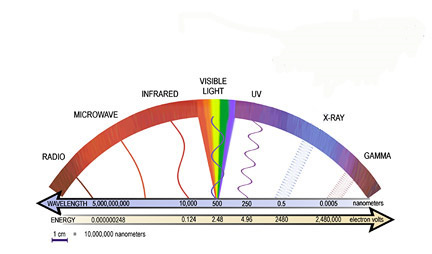 VISIBLE
LIGHT
INFRARED
UV
MICROWAVE
X-RAY
RADIO
GAMMA
WAVELENGTH 5,000,000,000 10,000 500 250 0.5 0.0005 nanometers
ENERGY 0.000000248 0.124 2.48 4.96 2480 2,480,000 electron volts
1 cm = 10,000,000 nanometers